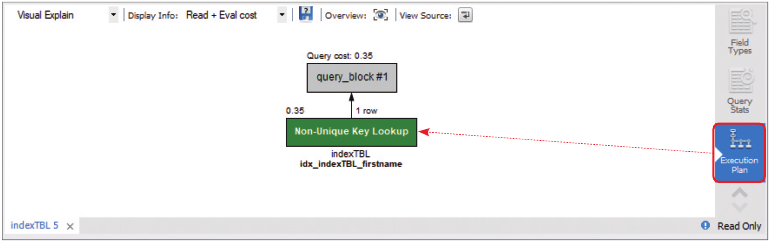 Visual Explain Display Info: Read + Eval cost Overview: View Source:
Field
Types
Query
Stats
Execution
Plan
Query cost: 0.35
query_block #1
0.35 1 row
Non-Unique Key Lookup
indexTBL
idx_indexTBL_firstname
indexTBL 5 Read Only